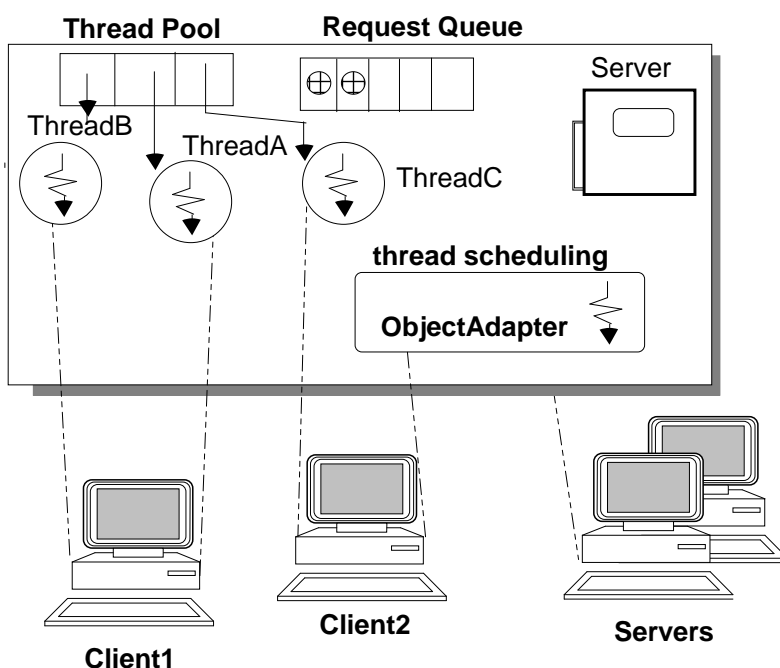 Thread Pool
Request Queue
Server
ThreadB
ThreadA
ThreadC
thread scheduling
ObjectAdapter
Client1
Client2
Servers